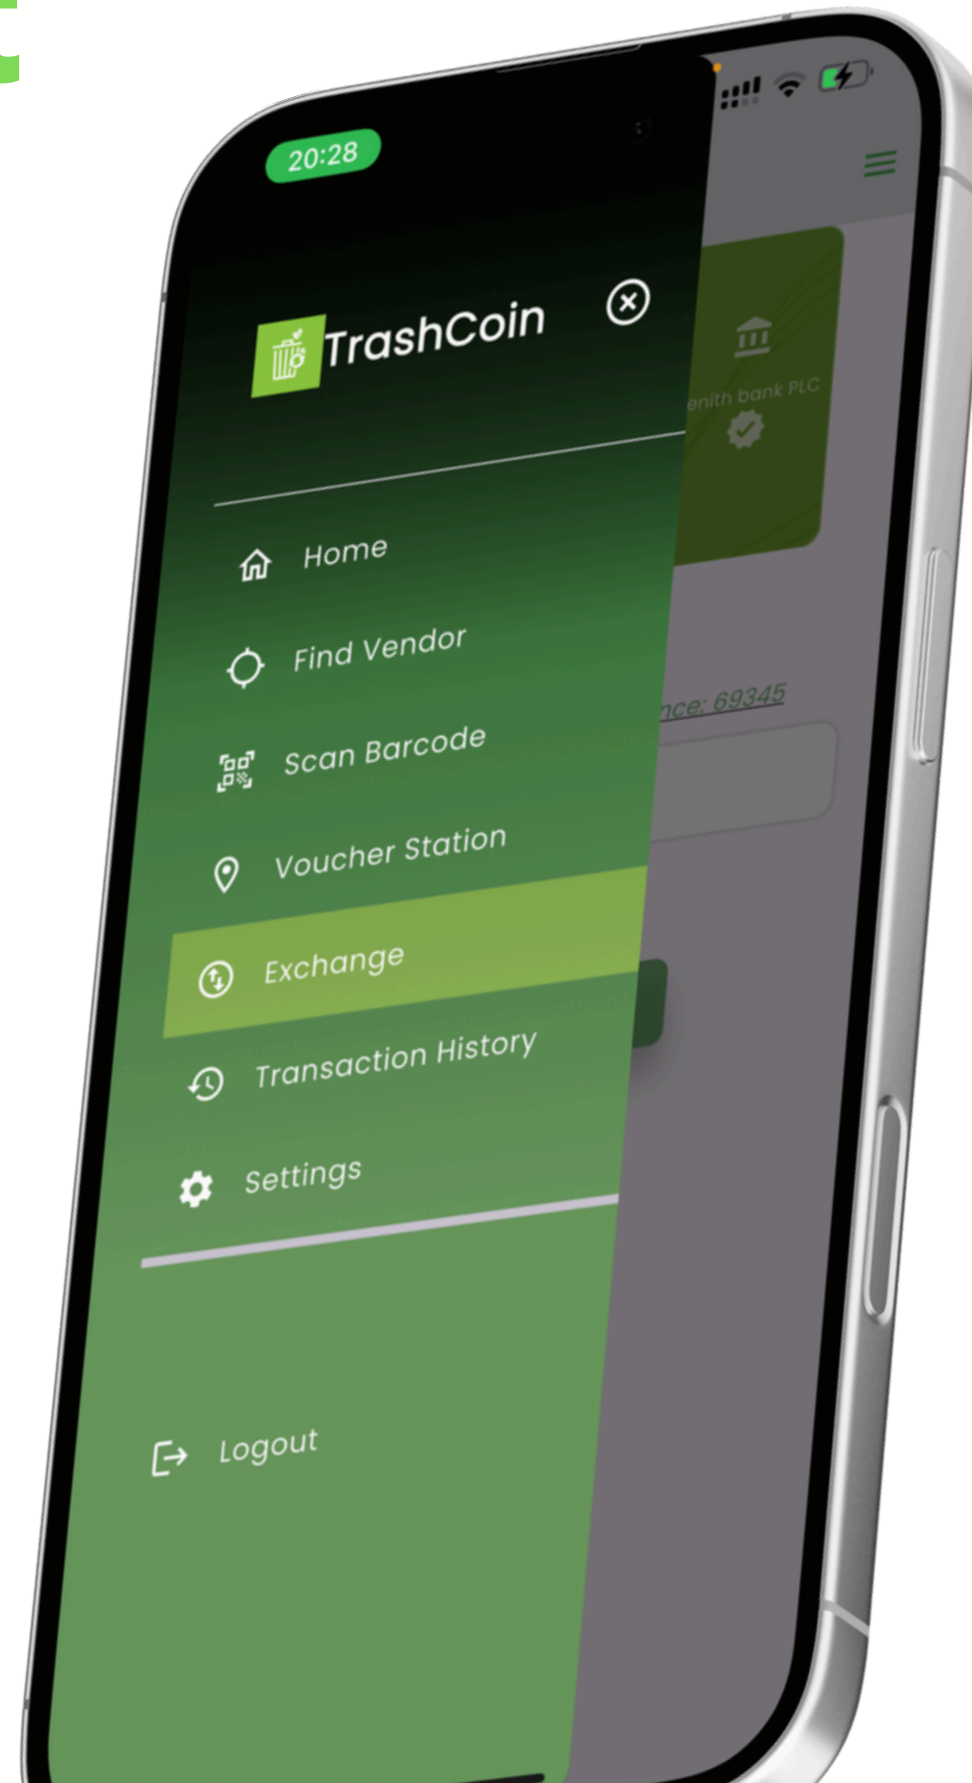 20:28
TrashCoin
enith bank PLC
Home
Find Vendor
nce: 69345
Scan Barcode
Voucher Station
Exchange
Transaction History
Settings
Logout